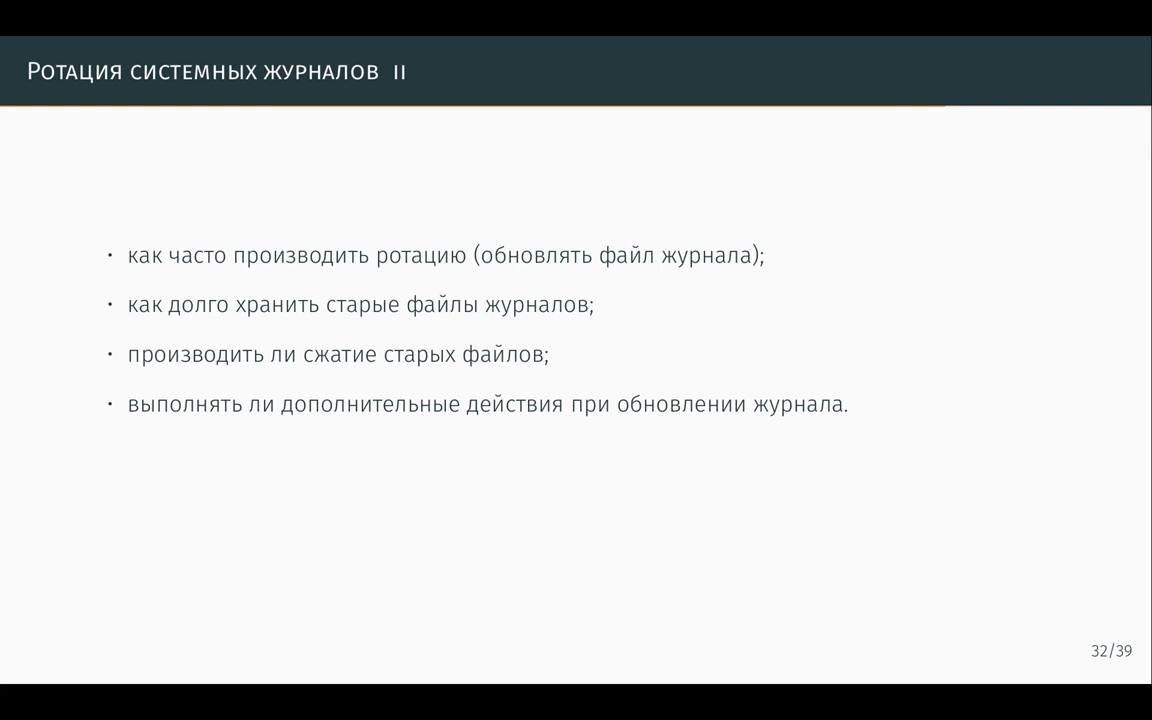 Ротация системных журналов II
• как часто производить ротацию (обновлять файл журнала);
• как долго хранить старые файлы журналов;
• производить ли сжатие старых файлов;
• выполнять ли дополнительные действия при обновлении журнала.
32/39